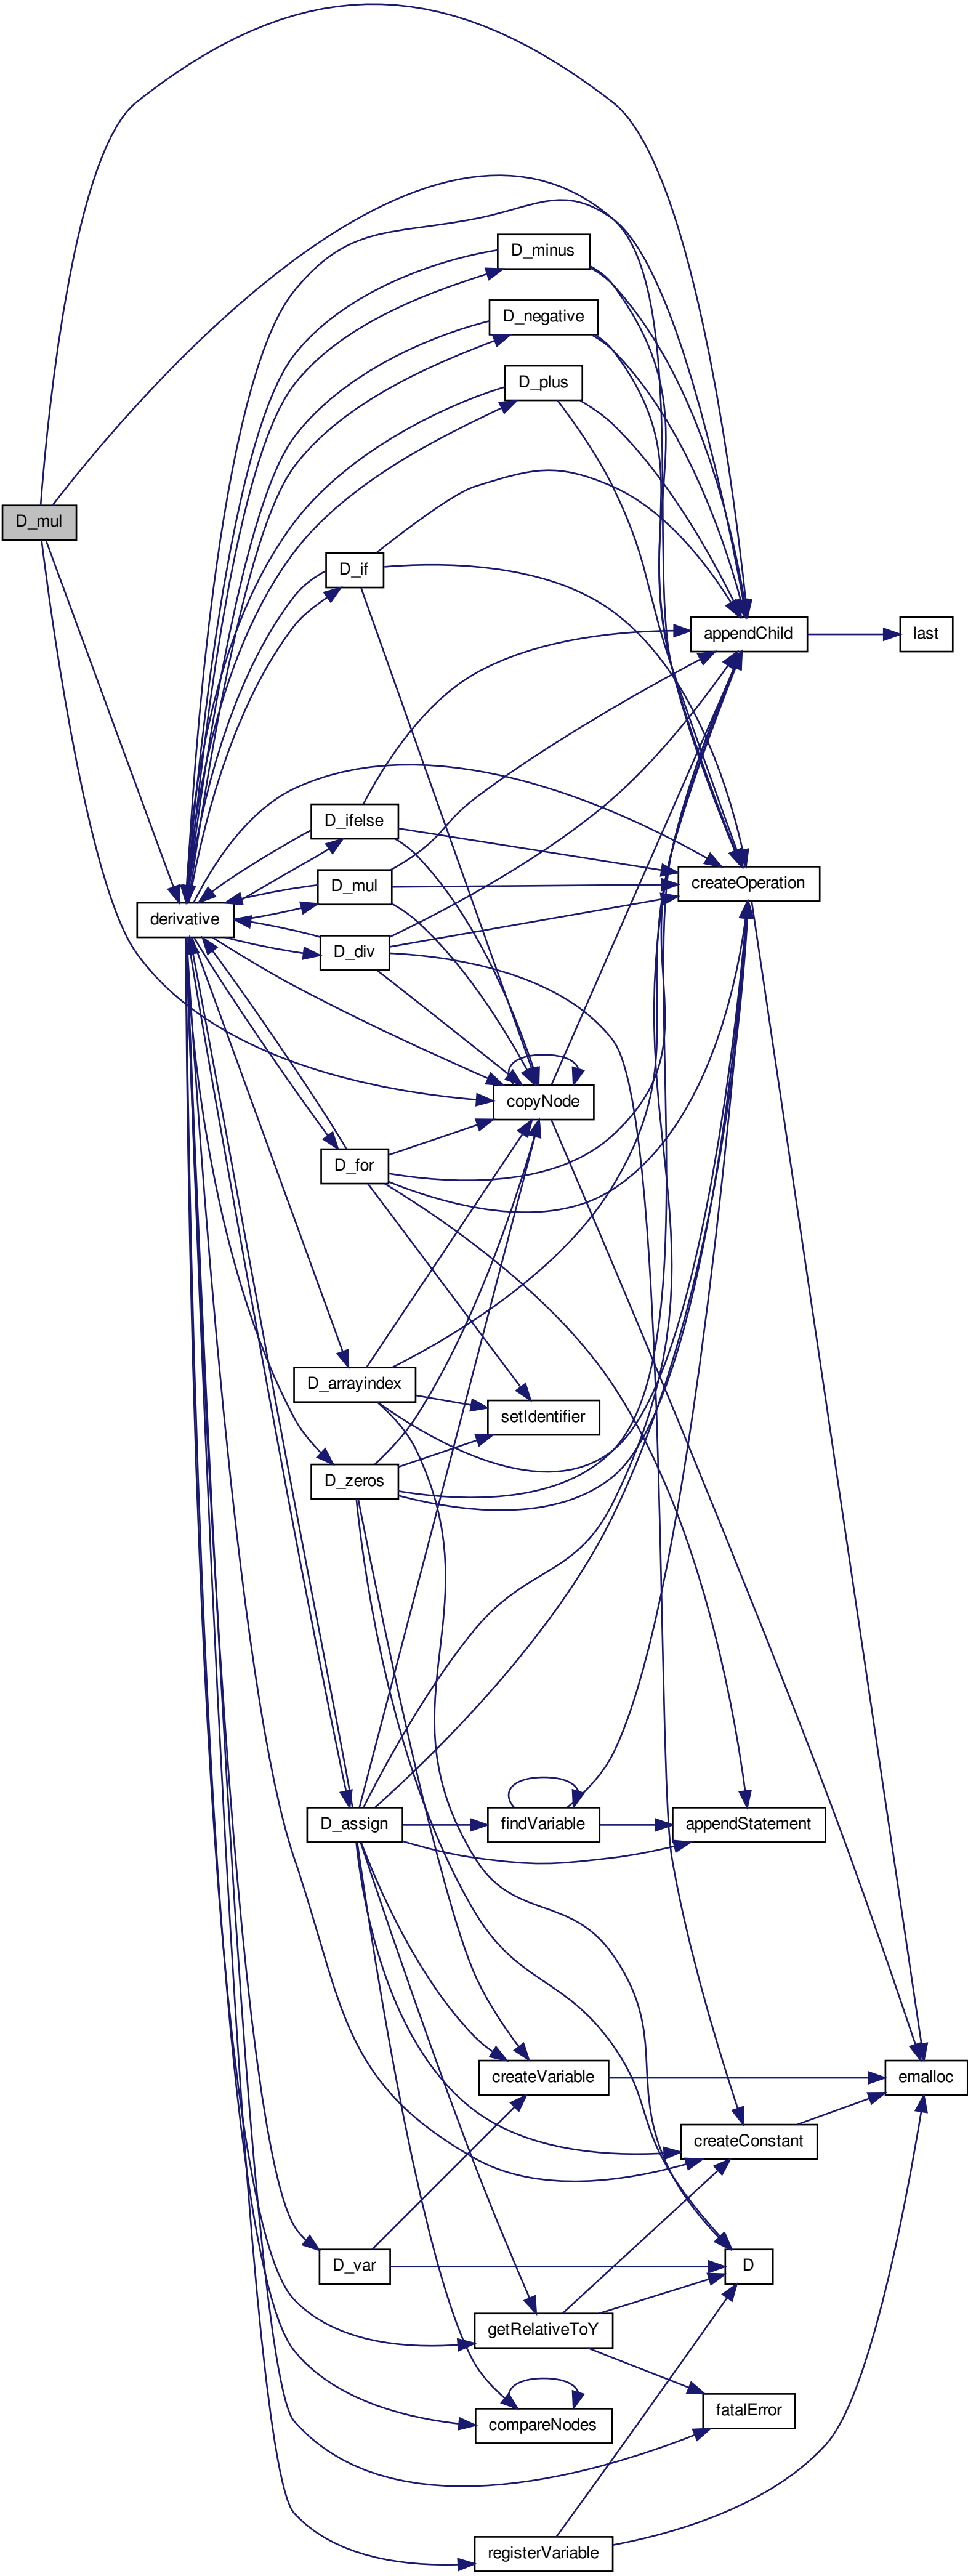 D_minus
D_negative
D_plus
D_mul
D_if
appendChild
last
D_ifelse
D_mul
createOperation
derivative
D_div
copyNode
D_for
D_arrayindex
setIdentifier
D_zeros
D_assign
findVariable
appendStatement
createVariable
emalloc
createConstant
D_var
D
getRelativeToY
fatalError
compareNodes
registerVariable